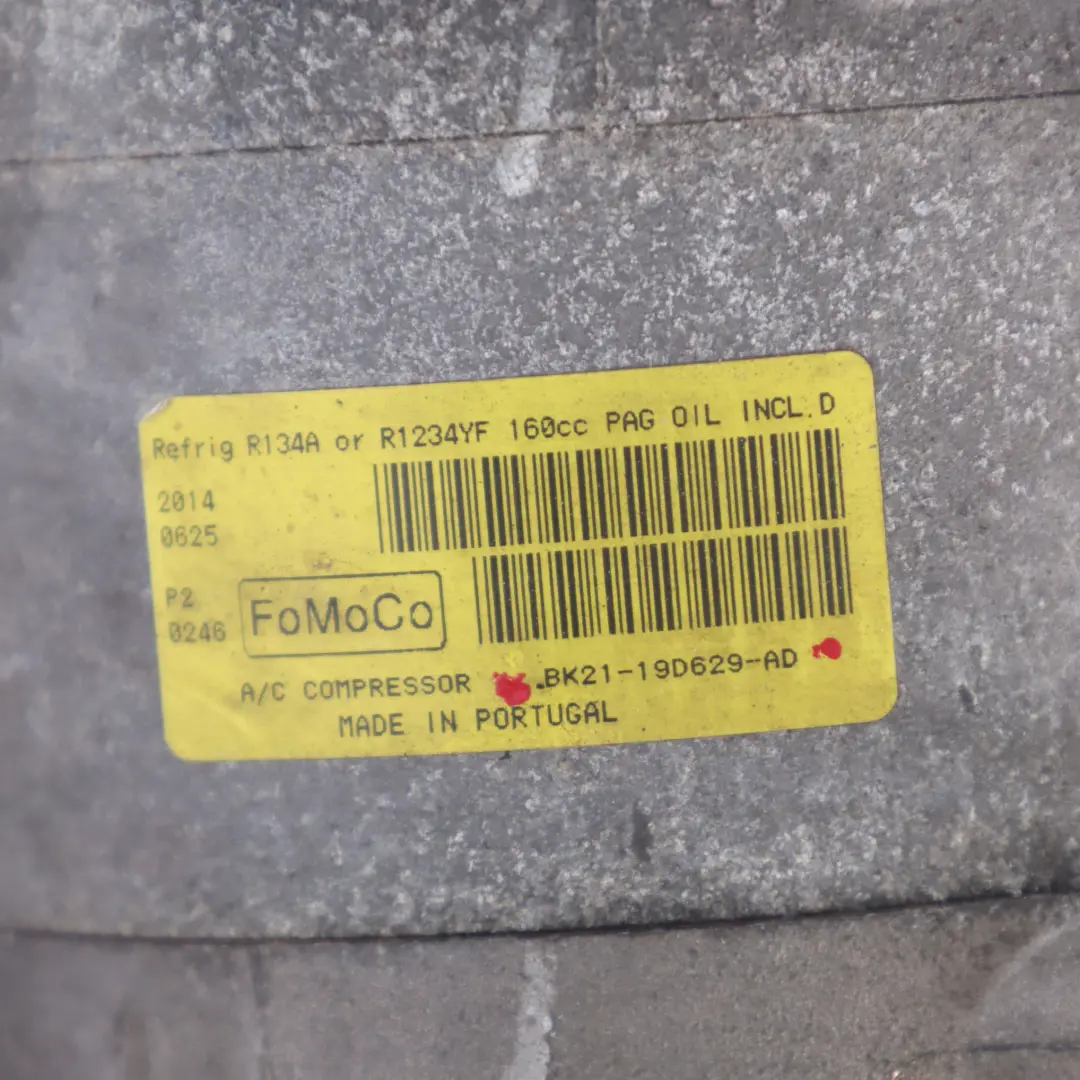 Refrig R134A or R1234YF 160cc PAG OIL INCL.D
2014
0625
P2
0246
FoMoCo
A/C COMPRESSOR .BK21-19D629-AD
MADE IN PORTUGAL